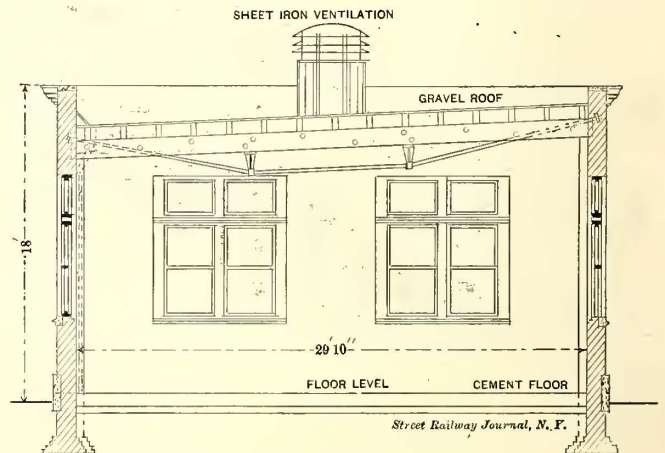 SHEET IRON VENTILATION
GRAVEL ROOF
18'
29' 10"
FLOOR LEVEL
CEMENT FLOOR
Street Railway Journal, N. Y.